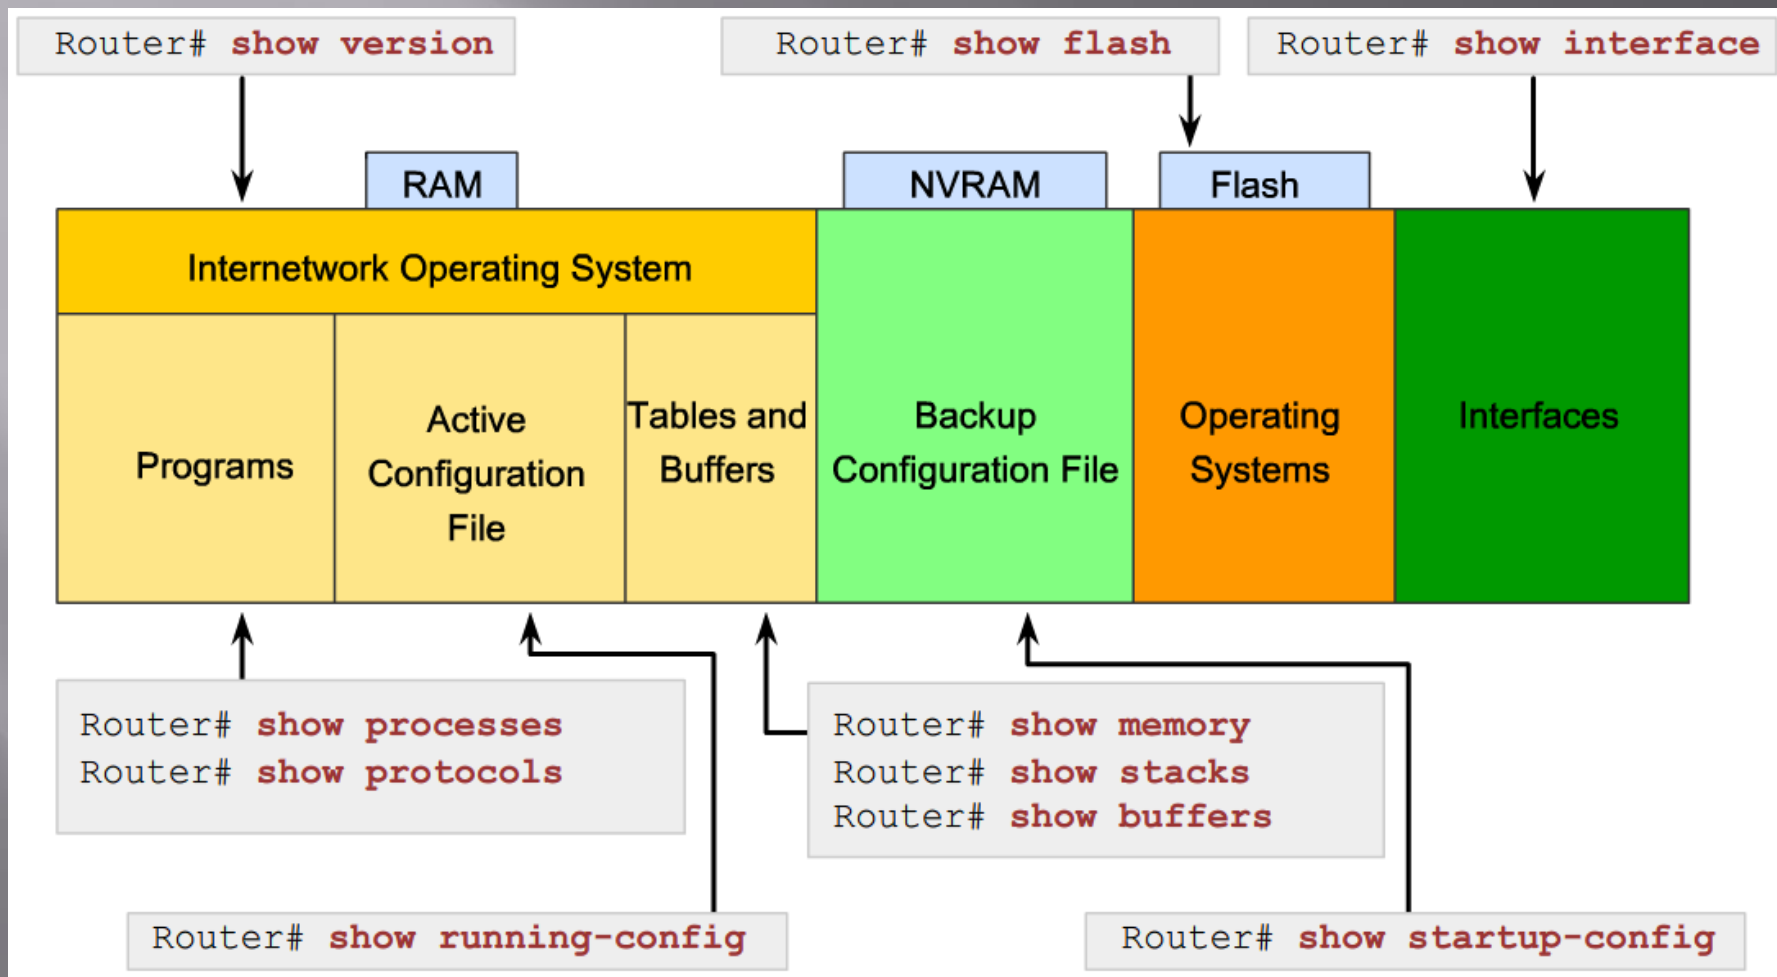 Router# show version
Router# show flash
Router# show interface
RAM
NVRAM
Flash
Internetwork Operating System
Programs
Active
Configuration
File
Tables and
Buffers
Backup
Configuration File
Operating
Systems
Interfaces
Router# show processes
Router# show protocols
Router# show memory
Router# show stacks
Router# show buffers
Router# show running-config
Router# show startup-config